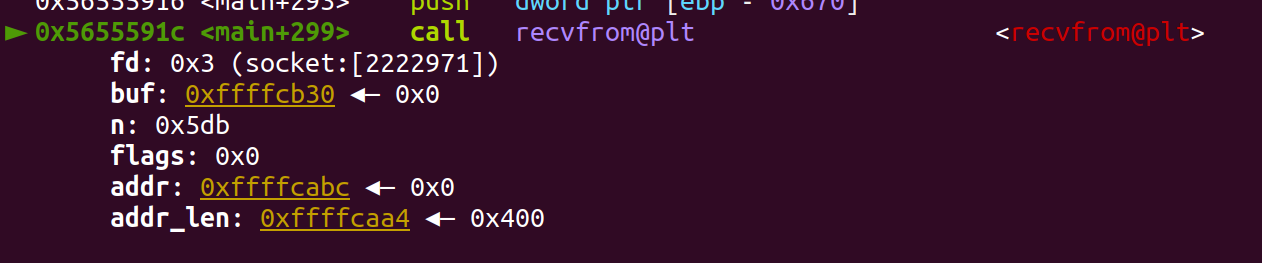 0x56555916 <main+293> push dword ptr [ebp - 0x670]
► 0x5655591c <main+299> call recvfrom@plt <recvfrom@plt>
fd: 0x3 (socket:[2222971])
buf: 0xffffcb30 ◄— 0x0
n: 0x5db
flags: 0x0
addr: 0xffffcabc ◄— 0x0
addr_len: 0xffffcaa4 ◄— 0x400